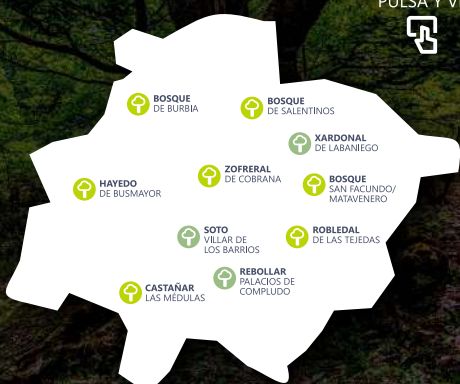 PULSA Y
BOSQUE
DE BURBIA
BOSQUE
DE SALENTINOS
XARDONAL
DE LABANIEGO
ZOFRERAL
DE COBRANA
BOSQUE
SAN FACUNDO/
MATAVENERO
HAYEDO
DE BUSMAYOR
SOTO
VILLAR DE
LOS BARRIOS
ROBLEDAL
DE LAS TEJEDAS
REBOLLAR
PALACIOS DE
COMPLUDO
CASTAÑAR
LAS MÉDULAS